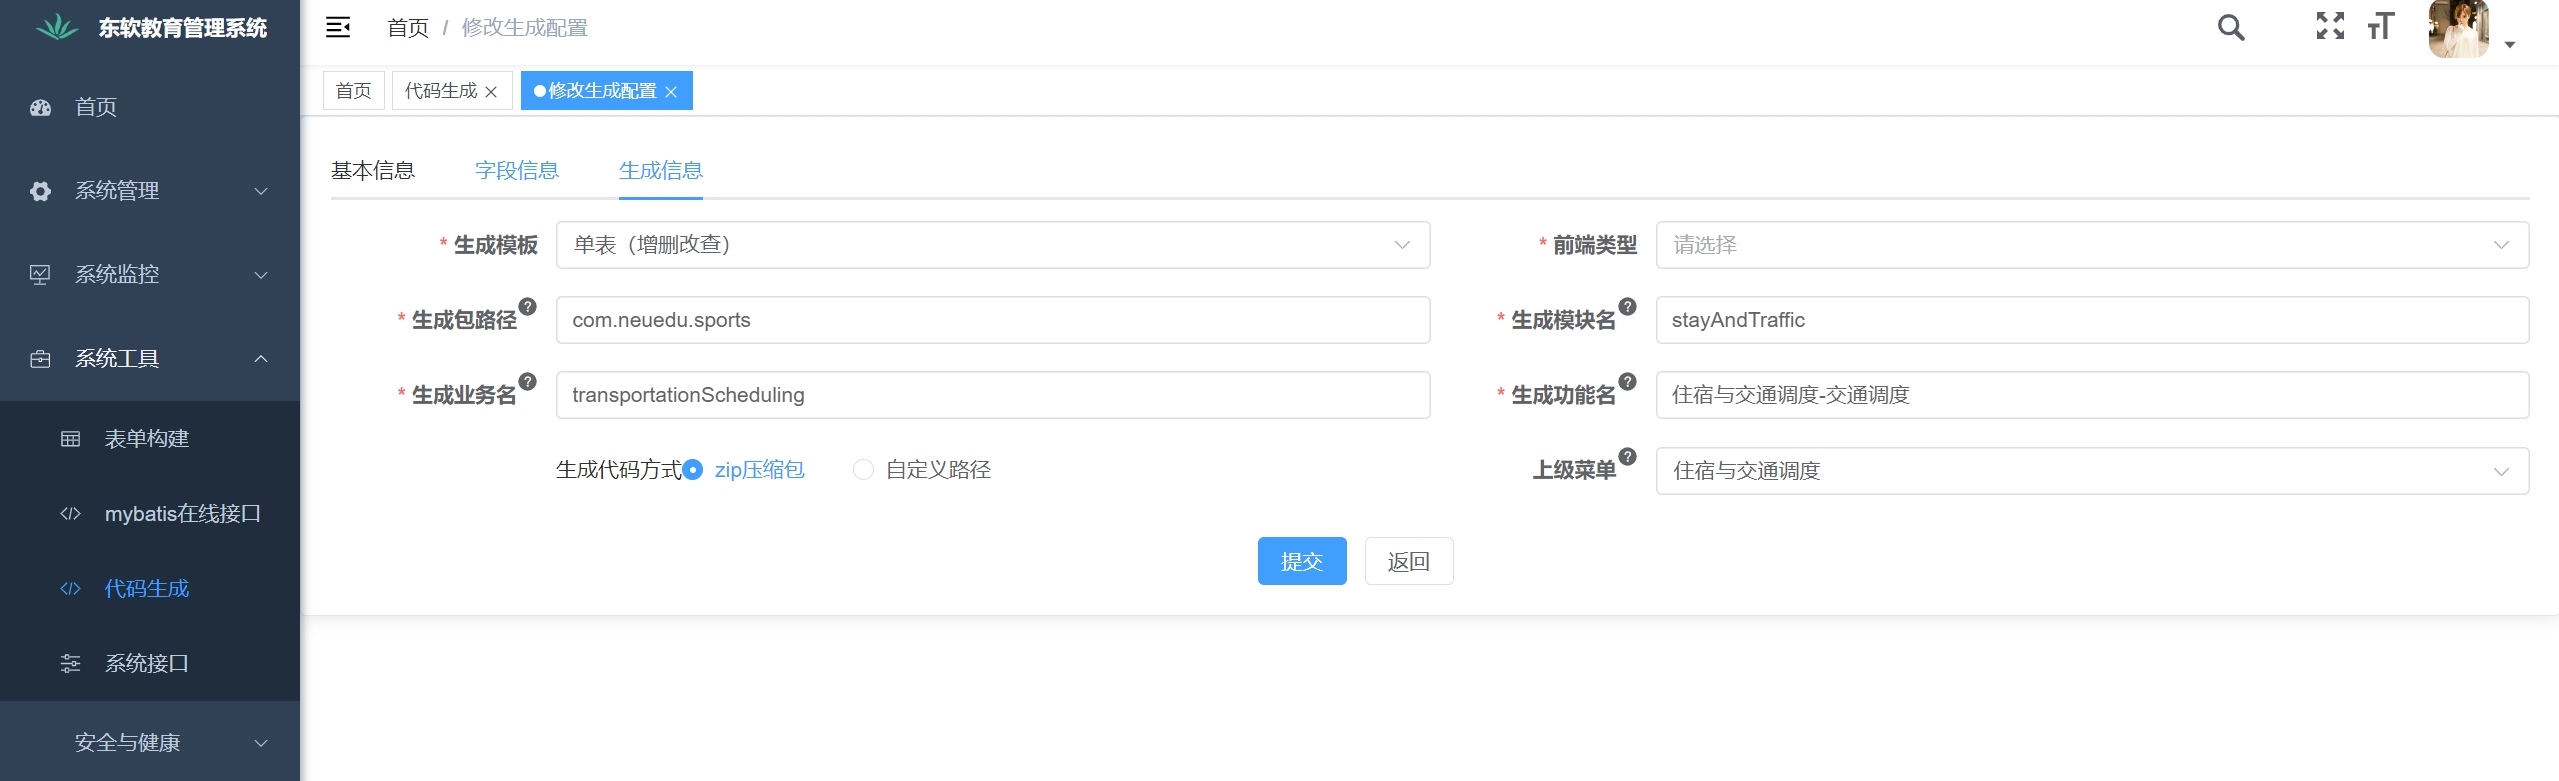 东软教育管理系统
首页 / 修改生成配置
首页
代码生成
修改生成配置
首页
系统管理
系统监控
系统工具
表单构建
mybatis在线接口
代码生成
系统接口
安全与健康
基本信息
字段信息
生成信息
* 生成模板
单表（增删改查）
* 前端类型
请选择
* 生成包路径
com.neuedu.sports
* 生成模块名
stayAndTraffic
* 生成业务名
transportationScheduling
* 生成功能名
住宿与交通调度-交通调度
生成代码方式 zip压缩包 自定义路径
上级菜单
住宿与交通调度
提交
返回